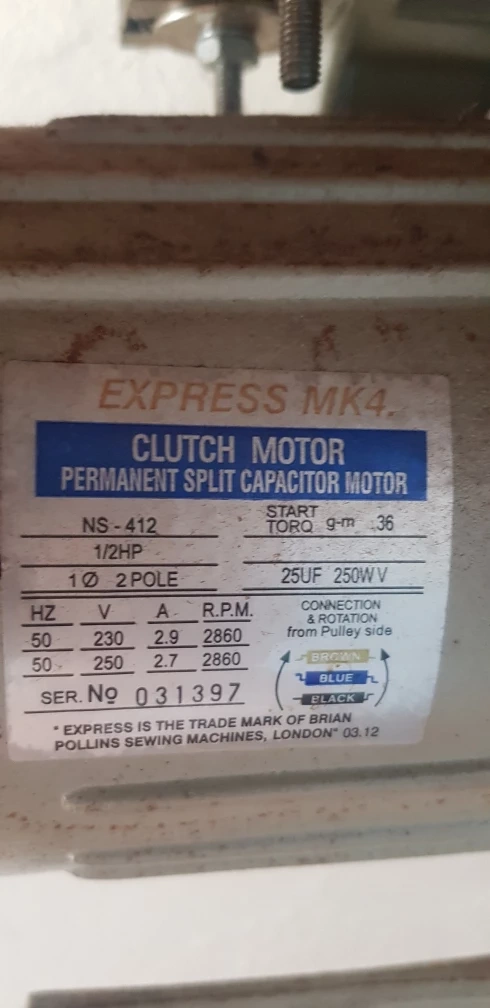 EXPRESS MK4.
CLUTCH MOTOR
PERMANENT SPLIT CAPACITOR MOTOR
NS-412
START TORQ g-m 36
1/2HP
1Ø 2 POLE
25UF 250WV
HZ V A R.P.M.
50 230 2.9 2860
50 250 2.7 2860
SER. No 031397
CONNECTION
& ROTATION
from Pulley side
BROWN
BLUE
BLACK
" EXPRESS IS THE TRADE MARK OF BRIAN
POLLINS SEWING MACHINES, LONDON" 03.12